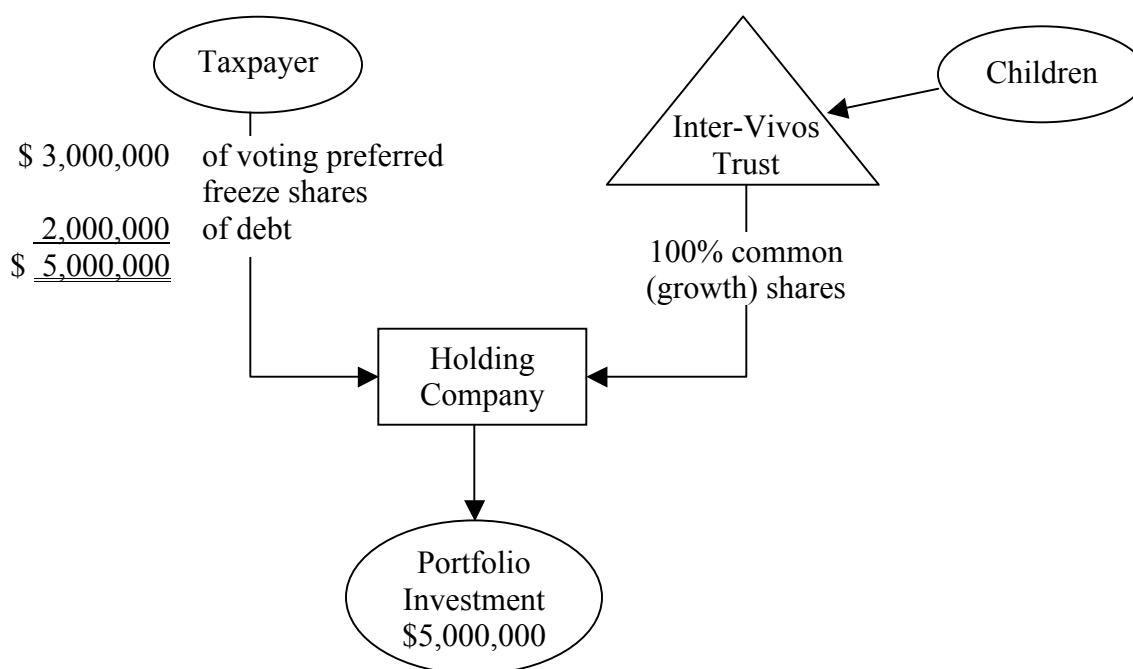 Taxpayer
$ 3,000,000 of voting preferred
freeze shares
2,000,000 of debt
$ 5,000,000
Children
Inter-Vivos
Trust
100% common
(growth) shares
Holding
Company
Portfolio
Investment
$5,000,000